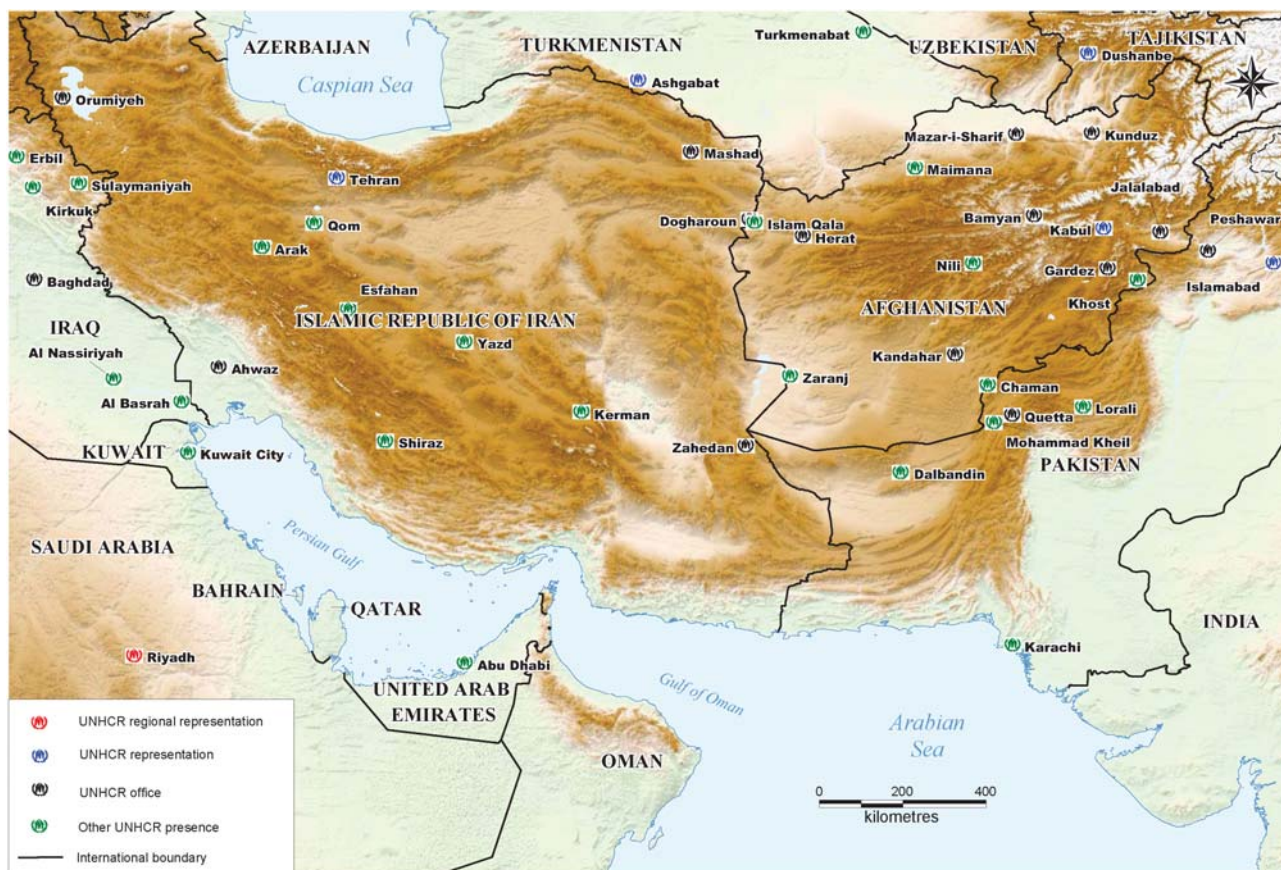 AZERBAIJAN
TURKMENISTAN
Turkmenabat
UZBEKISTAN
TAJIKISTAN
Dushanbe
Caspian Sea
Ashgabat
Orumiyeh
Mazar-i-Sharif
Kunduz
Mashad
Erbil
Sulaymaniyah
Tehran
Maimana
Jalalabad
Kirkuk
Qom
Dogharoun
Islam Qala
Herat
Bamyan
Kabul
Peshawar
Arak
Nili
Gardez
Baghdad
Esfahan
Khost
Islamabad
ISLAMIC REPUBLIC OF IRAN
AFGHANISTAN
IRAQ
Yazd
Al Nassiriyah
Ahwaz
Kandahar
Zaranj
Chaman
Al Basrah
Kerman
Quetta
Lorali
Shiraz
Zahedan
Mohammad Kheil
KUWAIT
Kuwait City
PAKISTAN
Dalbandin
SAUDI ARABIA
Persian Gulf
BAHRAIN
QATAR
INDIA
Riyadh
Abu Dhabi
Karachi
UNITED ARAB
EMIRATES
Gulf of Oman
Arabian
Sea
OMAN
UNHCR regional representation
UNHCR representation
UNHCR office
Other UNHCR presence
International boundary
0 200 400
kilometres